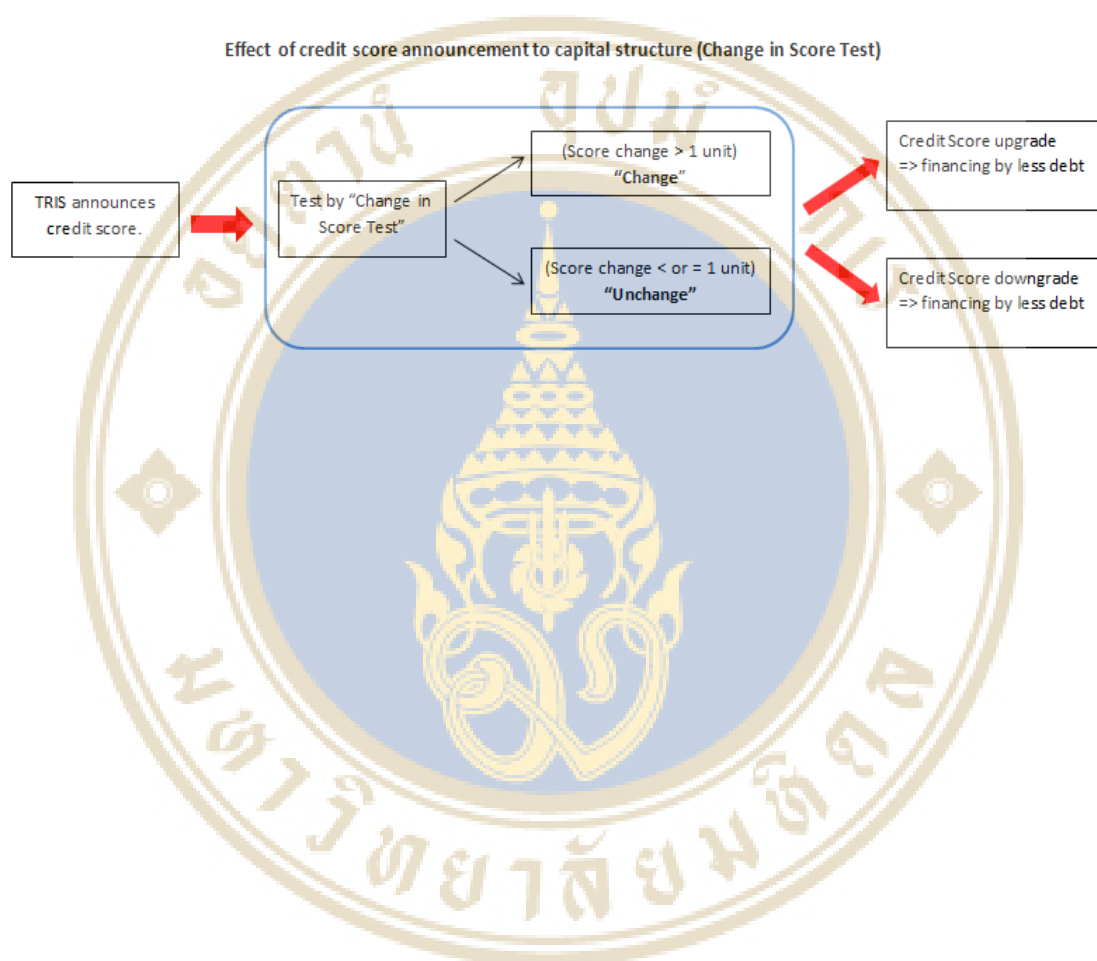 Effect of credit score announcement to capital structure (Change in Score Test)
TRIS announces
credit score.
Test by “Change in
Score Test”
(Score change > 1 unit)
“Change”
(Score change < or = 1 unit)
“Unchange”
Credit Score upgrade
=> financing by less debt
Credit Score downgrade
=> financing by less debt
มหาวิทยาลัยมหิดล